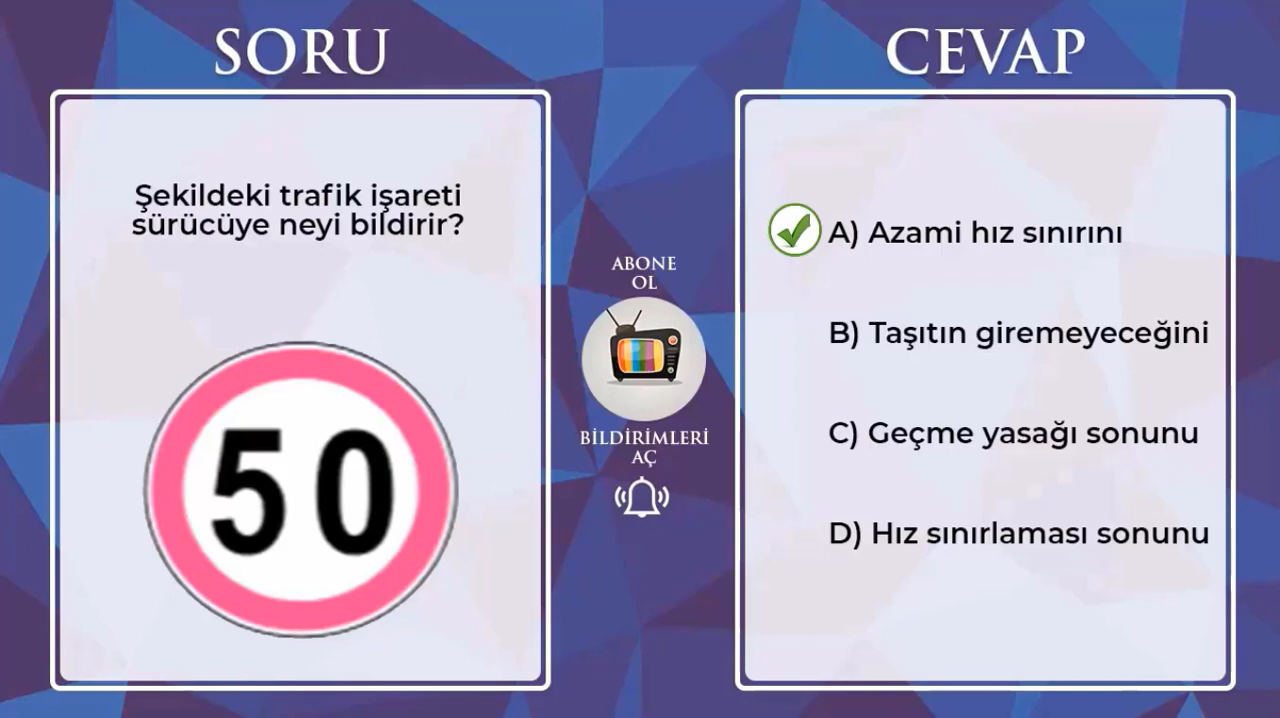 SORU
Şekildeki trafik işareti
sürücüye neyi bildirir?
50
ABONE
OL
BİLDİRİMLERİ
AÇ
CEVAP
A) Azami hız sınırını
B) Taşıtın giremeyeceğini
C) Geçme yasağı sonunu
D) Hız sınırlaması sonunu